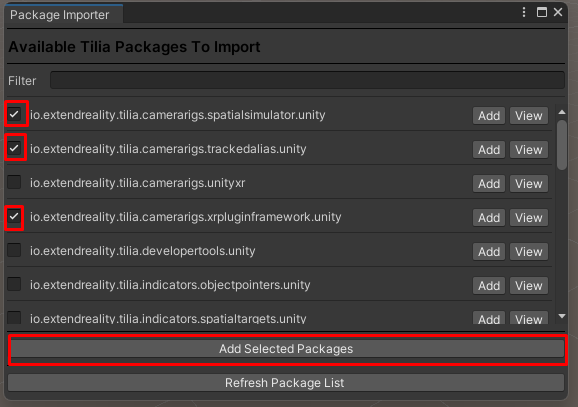 Package Importer
Available Tilia Packages To Import
Filter
io.extendreality.tilia.camerarigs.spatialsimulator.unity Add View
io.extendreality.tilia.camerarigs.trackedalias.unity Add View
io.extendreality.tilia.camerarigs.unityxr Add View
io.extendreality.tilia.camerarigs.xrpluginframework.unity Add View
io.extendreality.tilia.developertools.unity Add View
io.extendreality.tilia.indicators.objectpointers.unity Add View
io.extendreality.tilia.indicators.spatialtargets.unity Add View
Add Selected Packages
Refresh Package List